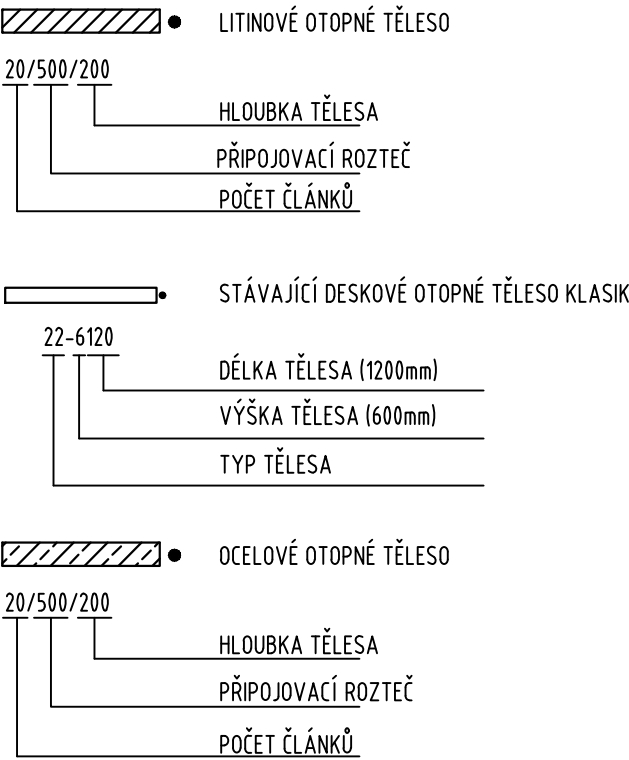 LITINOVÉ OTOPNÉ TĚLESO
20/500/200
HLOUBKA TĚLESA
PŘIPOJOVACÍ ROZTEČ
POČET ČLÁNKŮ
STÁVAJÍCÍ DESKOVÉ OTOPNÉ TĚLESO KLASIK
22-6120
DÉLKA TĚLESA (1200mm)
VÝŠKA TĚLESA (600mm)
TYP TĚLESA
OCELOVÉ OTOPNÉ TĚLESO
20/500/200
HLOUBKA TĚLESA
PŘIPOJOVACÍ ROZTEČ
POČET ČLÁNKŮ